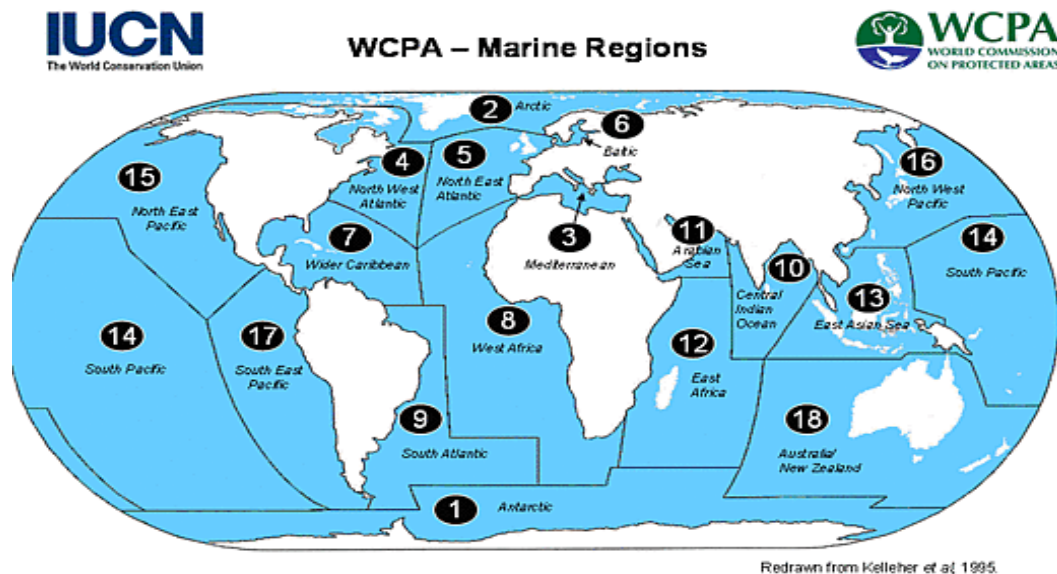 IUCN
The World Conservation Union
WCPA – Marine Regions
WCPA
WORLD COMMISSION
ON PROTECTED AREAS
2
Arctic
6
Baltic
4
North West
Atlantic
5
North East
Atlantic
15
North East
Pacific
16
North West
Pacific
7
Wider Caribbean
3
Mediterranean
11
Arabian
Sea
14
South Pacific
10
Central
Indian
Ocean
13
East Asian Sea
14
South Pacific
17
South East
Pacific
8
West Africa
12
East
Africa
9
South Atlantic
18
Australia/
New Zealand
1
Antarctic
Redrawn from Kelleher et al, 1995.